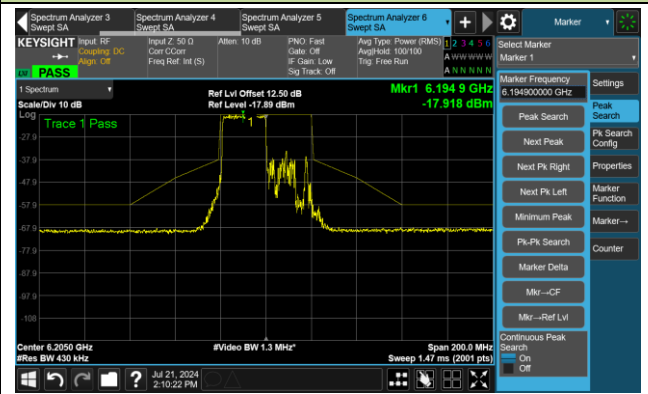 Spectrum Analyzer 3
Swept SA
Spectrum Analyzer 4
Swept SA
Spectrum Analyzer 5
Swept SA
Spectrum Analyzer 6
Swept SA
Marker
KEYSIGHT
Input: RF
Coupling: DC
Align: Off
Input Z: 50 Ω
Corr CCorr
Freq Ref: Int (S)
Atten: 10 dB
PNO: Fast
Gate: Off
IF Gain: Low
Sig Track: Off
Avg Type: Power (RMS)
Avg|Hold: 100/100
Trig: Free Run
1 2 3 4 5 6
A W W W W W
A N N N N N
LXI
PASS
Select Marker
Marker 1
1 Spectrum
Scale/Div 10 dB
Ref Lvl Offset 12.50 dB
Ref Level -17.89 dBm
Mkr1 6.194 9 GHz
-17.918 dBm
Log
Trace 1 Pass
1
-27.9
-37.9
-47.9
-57.9
-67.9
-77.9
-87.9
-97.9
-108
Center 6.2050 GHz
#Res BW 430 kHz
#Video BW 1.3 MHz*
Span 200.0 MHz
Sweep 1.47 ms (2001 pts)
Marker Frequency
6.194900000 GHz
Peak Search
Next Peak
Next Pk Right
Next Pk Left
Minimum Peak
Pk-Pk Search
Marker Delta
Mkr→CF
Mkr→Ref Lvl
Continuous Peak
Search
On
Off
Settings
Peak
Search
Pk Search
Config
Properties
Marker
Function
Marker→
Counter
Jul 21, 2024
2:10:22 PM